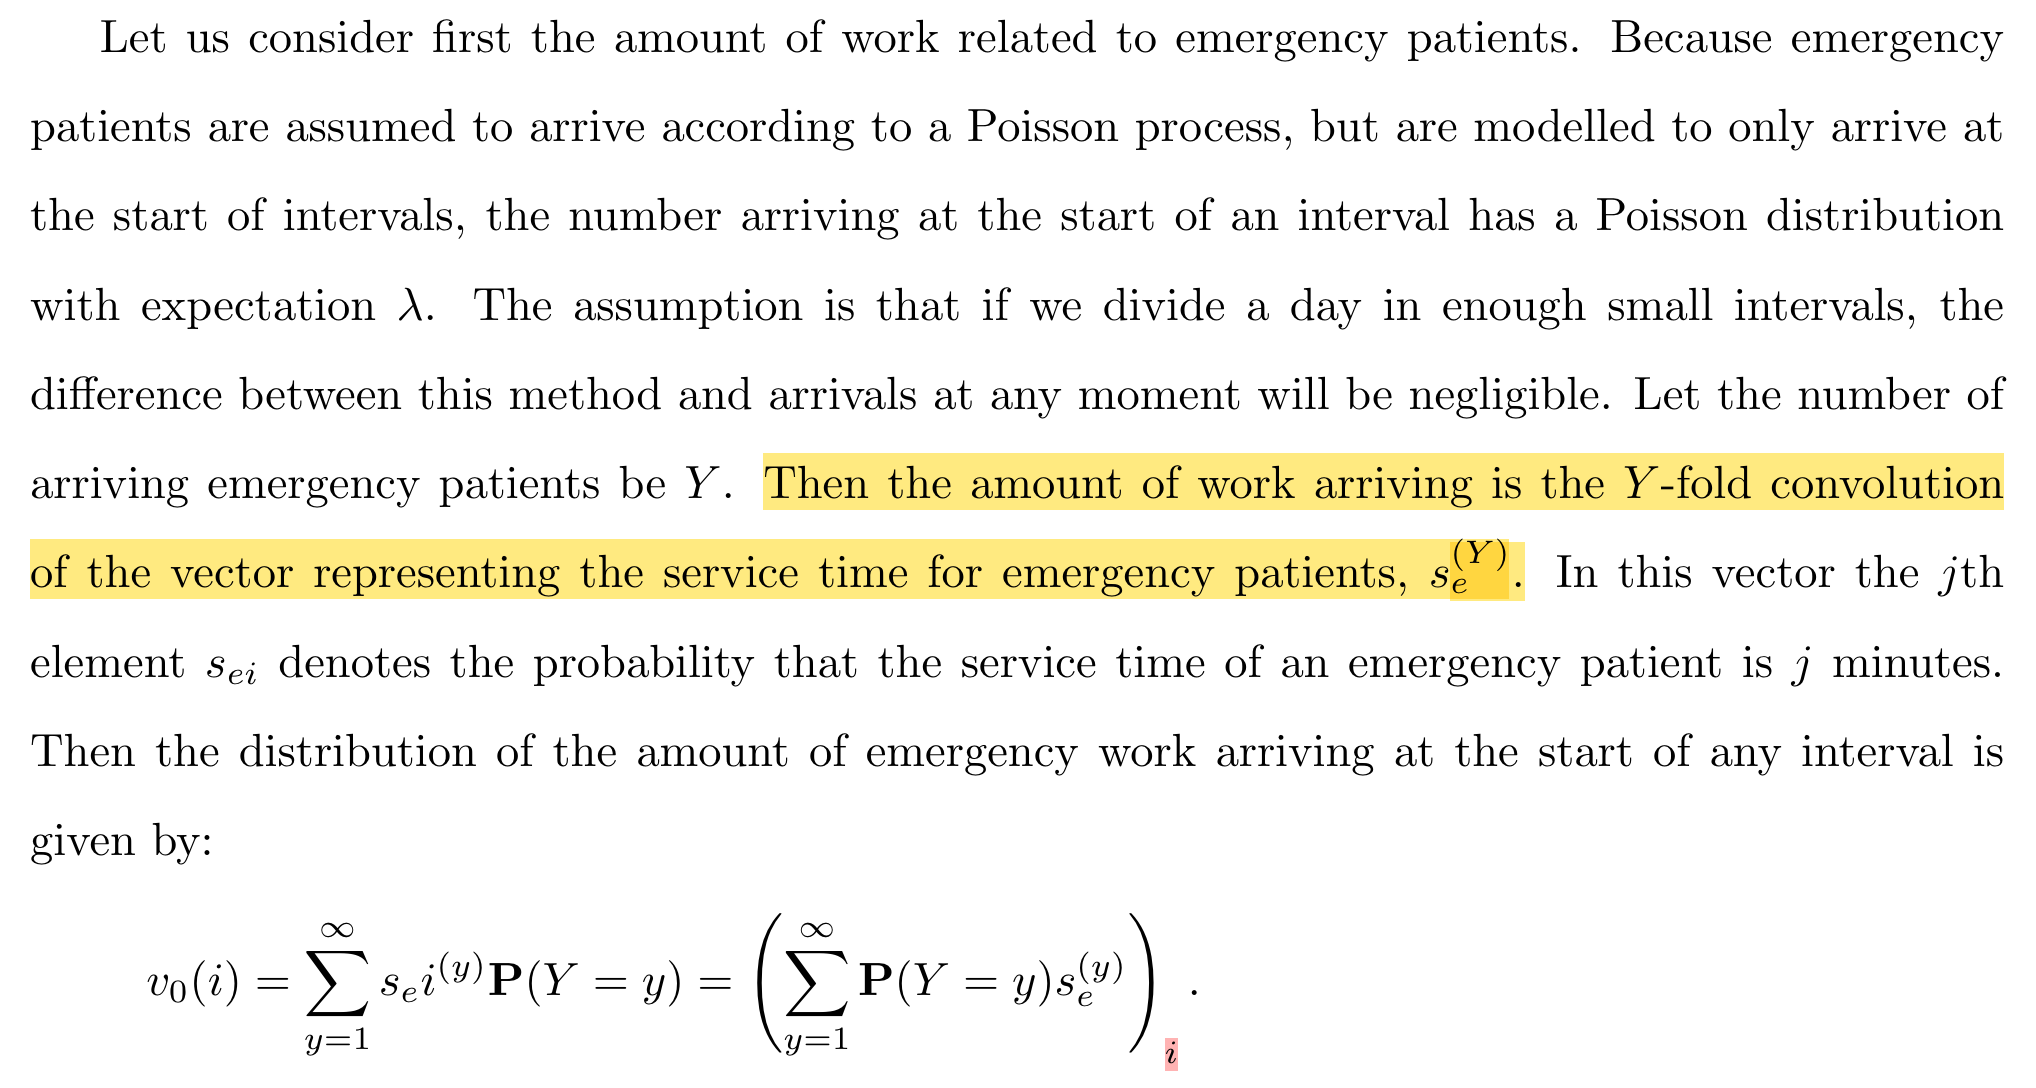 Let us consider first the amount of work related to emergency patients. Because emergency
patients are assumed to arrive according to a Poisson process, but are modelled to only arrive at
the start of intervals, the number arriving at the start of an interval has a Poisson distribution
with expectation λ. The assumption is that if we divide a day in enough small intervals, the
difference between this method and arrivals at any moment will be negligible. Let the number of
arriving emergency patients be Y. Then the amount of work arriving is the Y-fold convolution
of the vector representing the service time for emergency patients, s_e^{(Y)}. In this vector the jth
element s_{ei} denotes the probability that the service time of an emergency patient is j minutes.
Then the distribution of the amount of emergency work arriving at the start of any interval is
given by:
v_0(i) = \sum_{y=1}^{\infty} s_e i^{(y)} \mathbf{P}(Y = y) = \left( \sum_{y=1}^{\infty} \mathbf{P}(Y = y) s_e^{(y)} \right)_i .